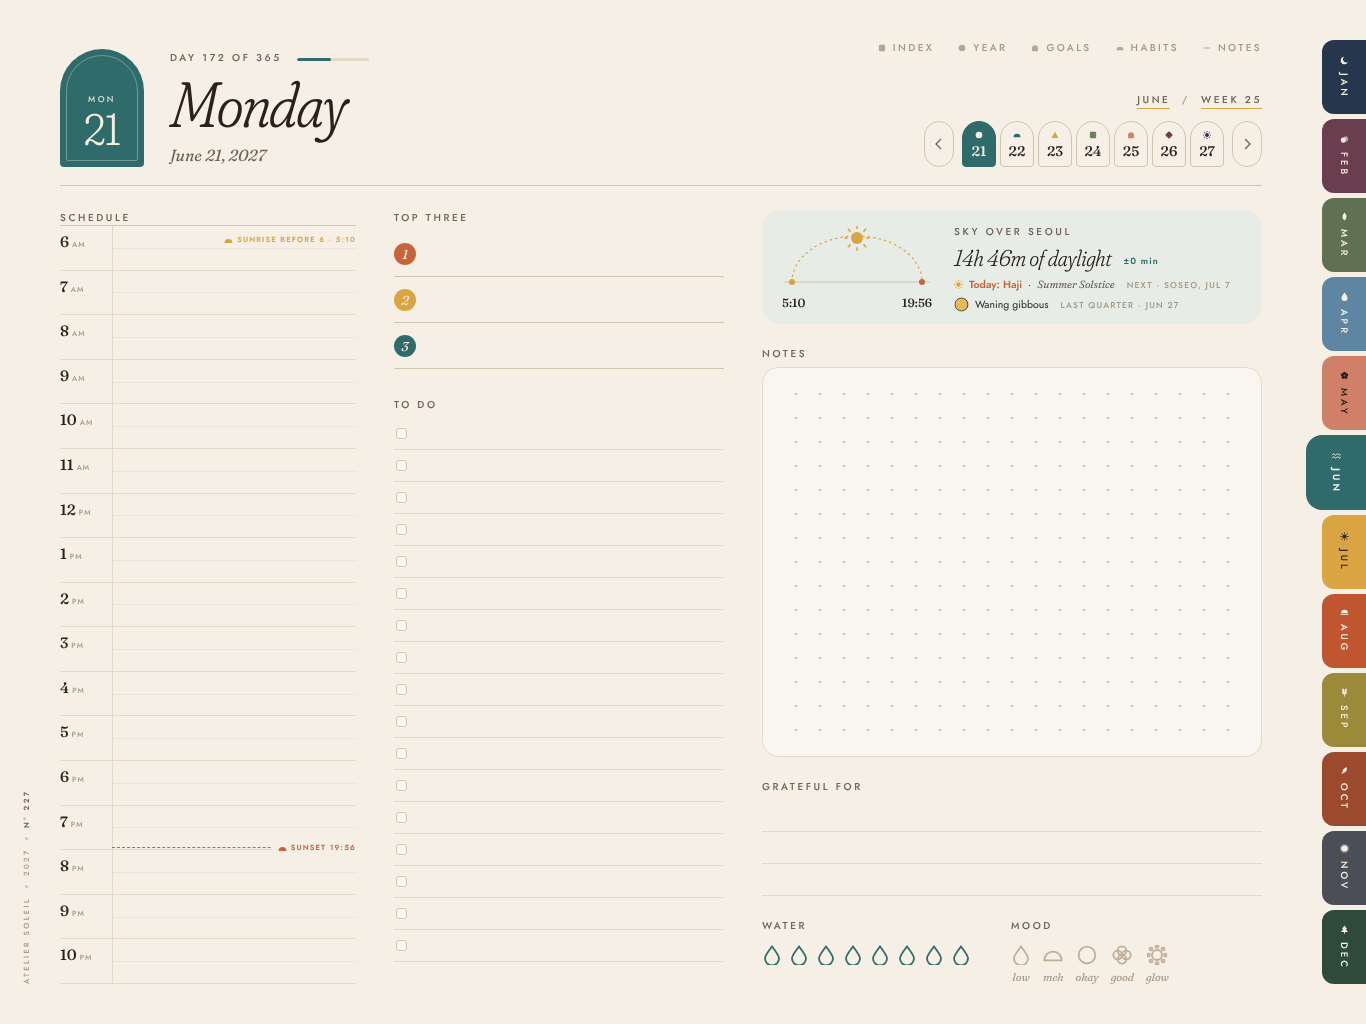 DAY 172 OF 365
MON
21
Monday
June 21, 2027
INDEX
YEAR
GOALS
HABITS
NOTES
JUNE / WEEK 25
21
22
23
24
25
26
27
SCHEDULE
SUNRISE BEFORE 6 · 5:10
6 AM
7 AM
8 AM
9 AM
10 AM
11 AM
12 PM
1 PM
2 PM
3 PM
4 PM
5 PM
6 PM
7 PM
SUNSET 19:56
8 PM
9 PM
10 PM
TOP THREE
1
2
3
TO DO
SKY OVER SEOUL
14h 46m of daylight ±0 min
Today: Haji · Summer Solstice NEXT · SOSEO, JUL 7
Waning gibbous LAST QUARTER · JUN 27
5:10
19:56
NOTES
GRATEFUL FOR
WATER
MOOD
low
meh
okay
good
glow
JAN
FEB
MAR
APR
MAY
JUN
JUL
AUG
SEP
OCT
NOV
DEC
ATELIER SOLEIL ● 2027 ● N° 227